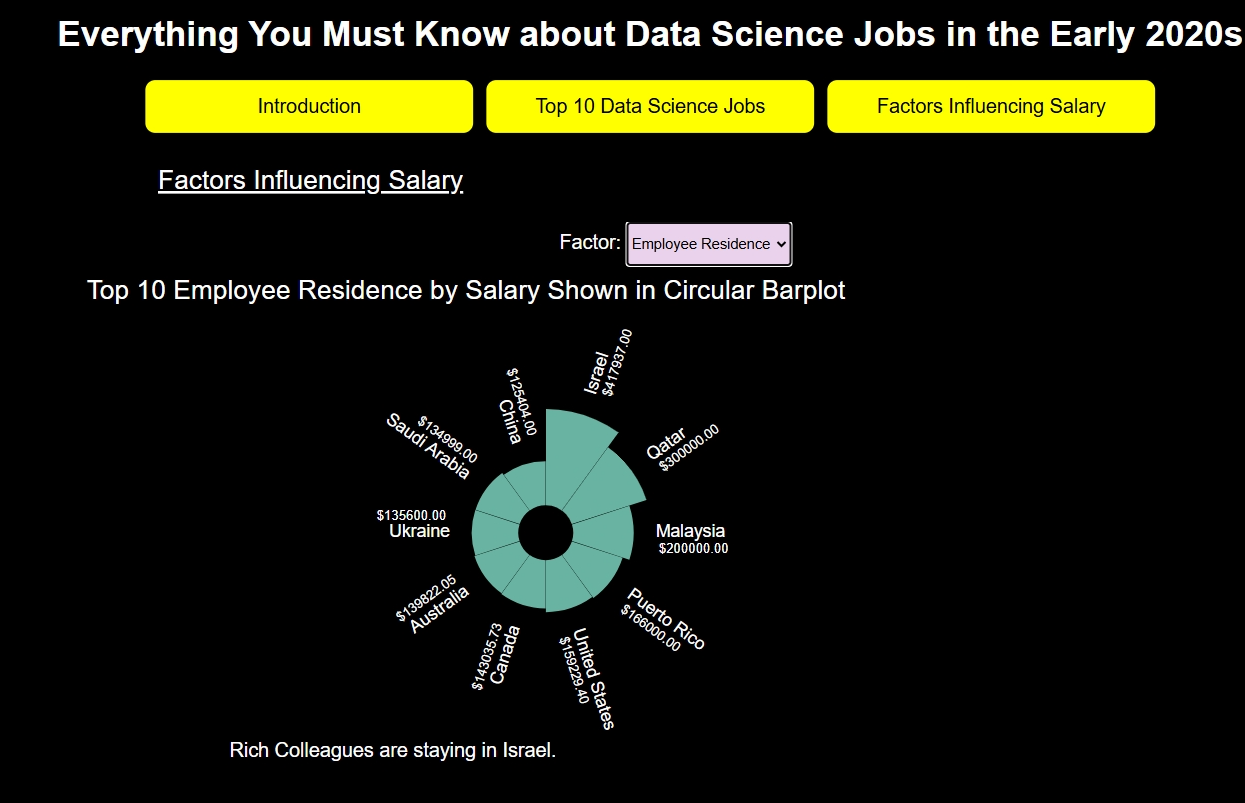 Everything You Must Know about Data Science Jobs in the Early 2020s
Introduction
Top 10 Data Science Jobs
Factors Influencing Salary
Factors Influencing Salary
Factor:
Employee Residence
Top 10 Employee Residence by Salary Shown in Circular Barplot
Israel
$417937.00
Qatar
$300000.00
Malaysia
$200000.00
Puerto Rico
$166000.00
United States
$159229.40
Canada
$143035.73
Australia
$139822.05
Ukraine
$135600.00
Saudi Arabia
$134999.00
China
$125404.00
Rich Colleagues are staying in Israel.